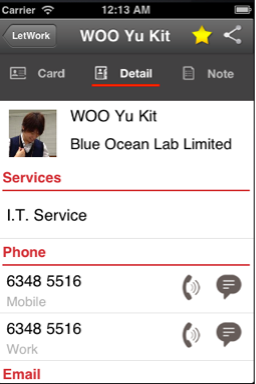 Carrier 12:13 AM
LetWork WOO Yu Kit
Card Detail Note
WOO Yu Kit
Blue Ocean Lab Limited
Services
I.T. Service
Phone
6348 5516
Mobile
6348 5516
Work
Email